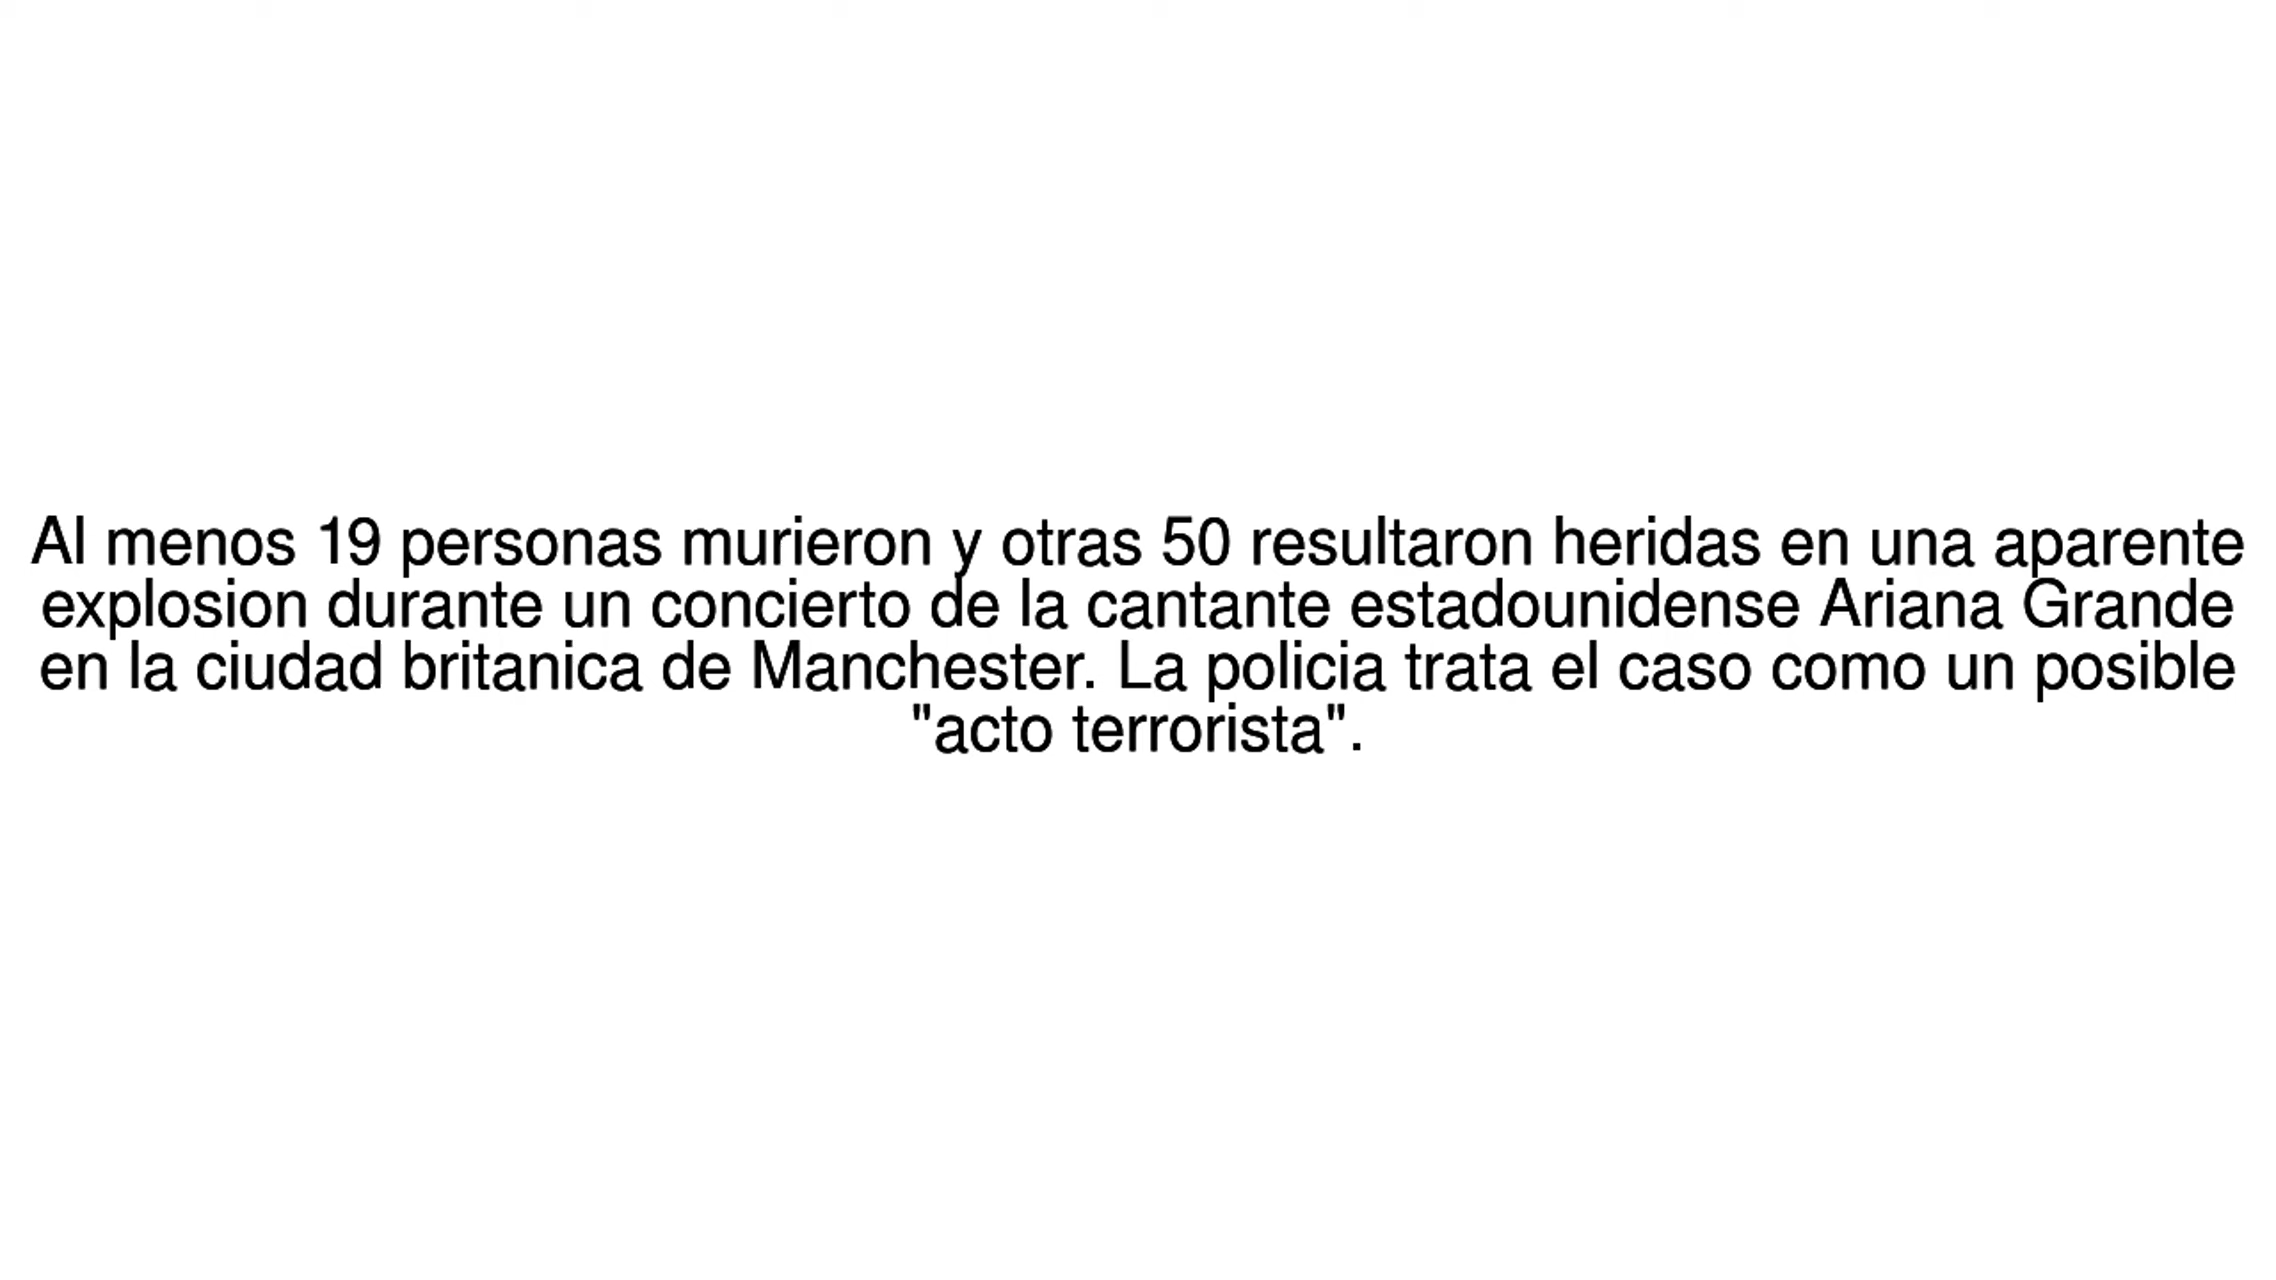 Al menos 19 personas murieron y otras 50 resultaron heridas en una aparente
explosion durante un concierto de la cantante estadounidense Ariana Grande
en la ciudad britanica de Manchester. La policia trata el caso como un posible
"acto terrorista".